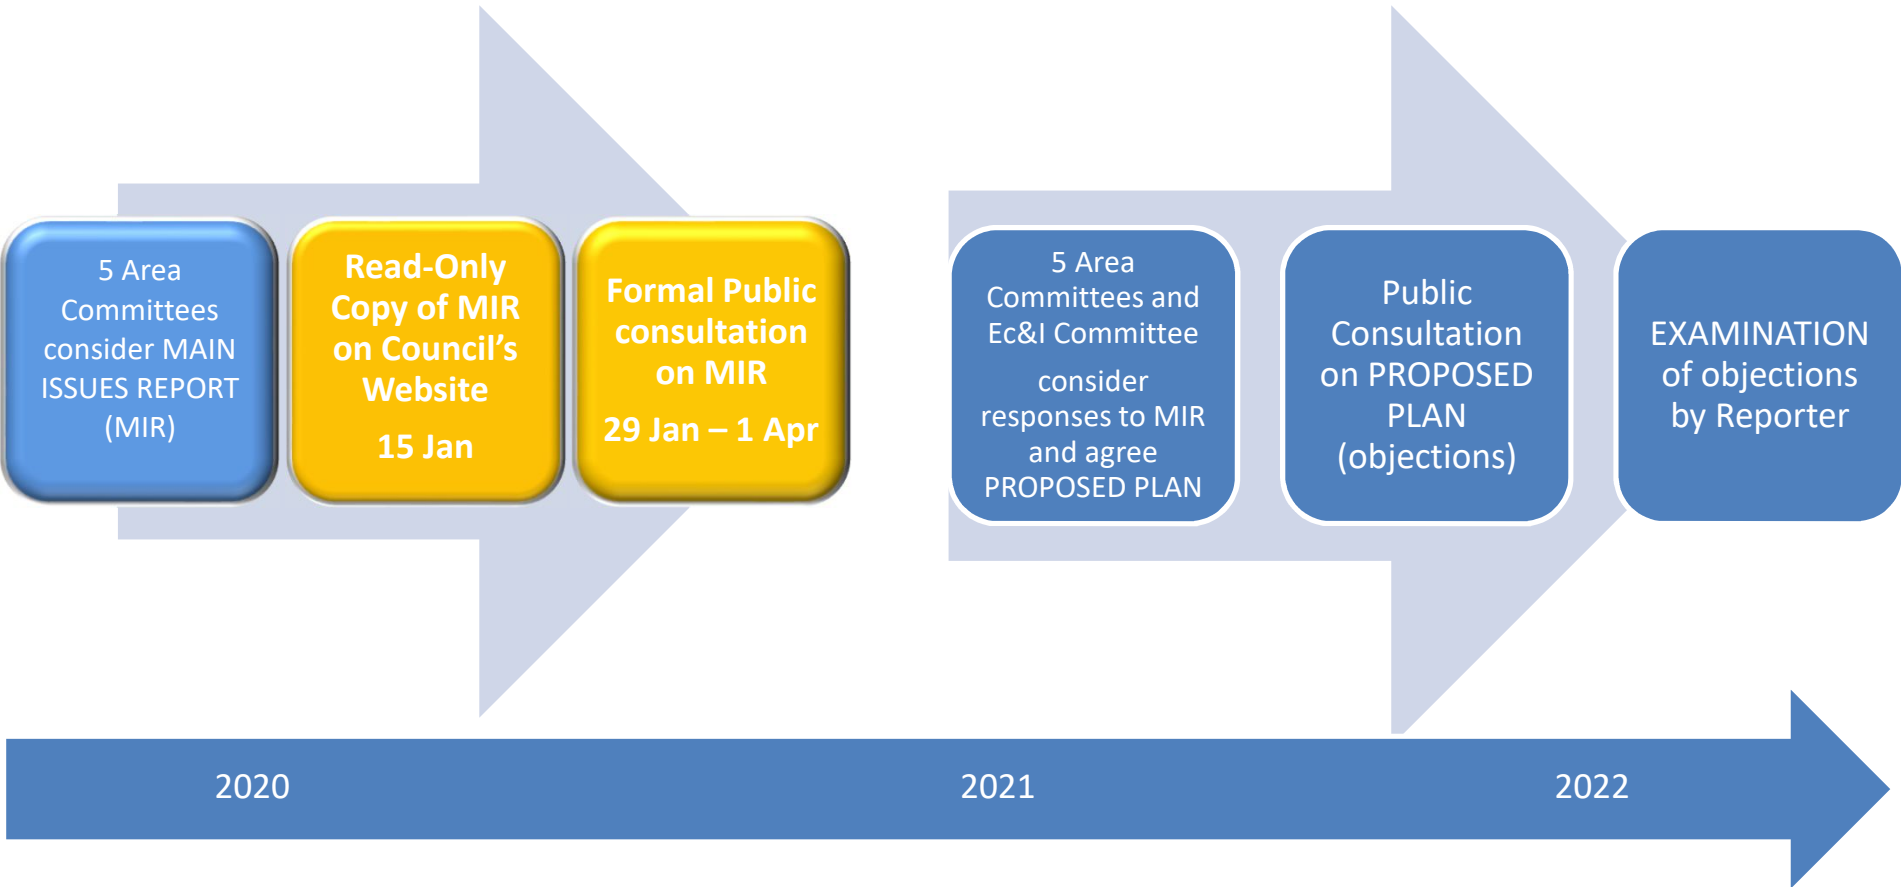 5 Area
Committees
consider MAIN
ISSUES REPORT
(MIR)
Read-Only
Copy of MIR
on Council’s
Website
15 Jan
Formal Public
consultation
on MIR
29 Jan – 1 Apr
5 Area
Committees and
Ec&I Committee
consider
responses to MIR
and agree
PROPOSED PLAN
Public
Consultation
on PROPOSED
PLAN
(objections)
EXAMINATION
of objections
by Reporter
2020
2021
2022